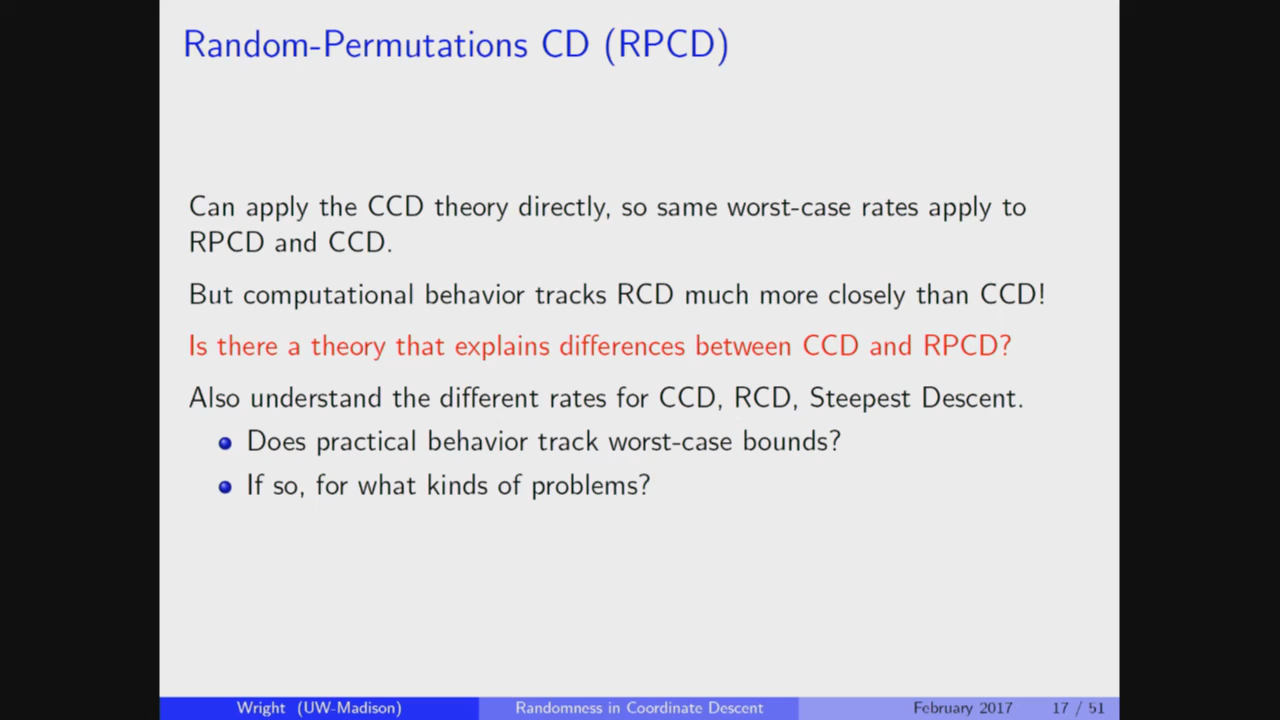 Random-Permutations CD (RPCD)
Can apply the CCD theory directly, so same worst-case rates apply to
RPCD and CCD.
But computational behavior tracks RCD much more closely than CCD!
Is there a theory that explains differences between CCD and RPCD?
Also understand the different rates for CCD, RCD, Steepest Descent.
Does practical behavior track worst-case bounds?
If so, for what kinds of problems?
Wright (UW-Madison) Randomness in Coordinate Descent February 2017 17 / 51